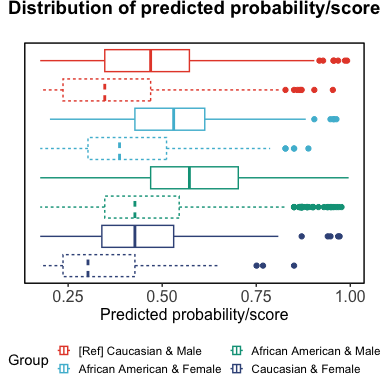 Distribution of predicted probability/score
0.25 0.50 0.75 1.00
Predicted probability/score
Group
[Ref] Caucasian & Male African American & Male
African American & Female Caucasian & Female